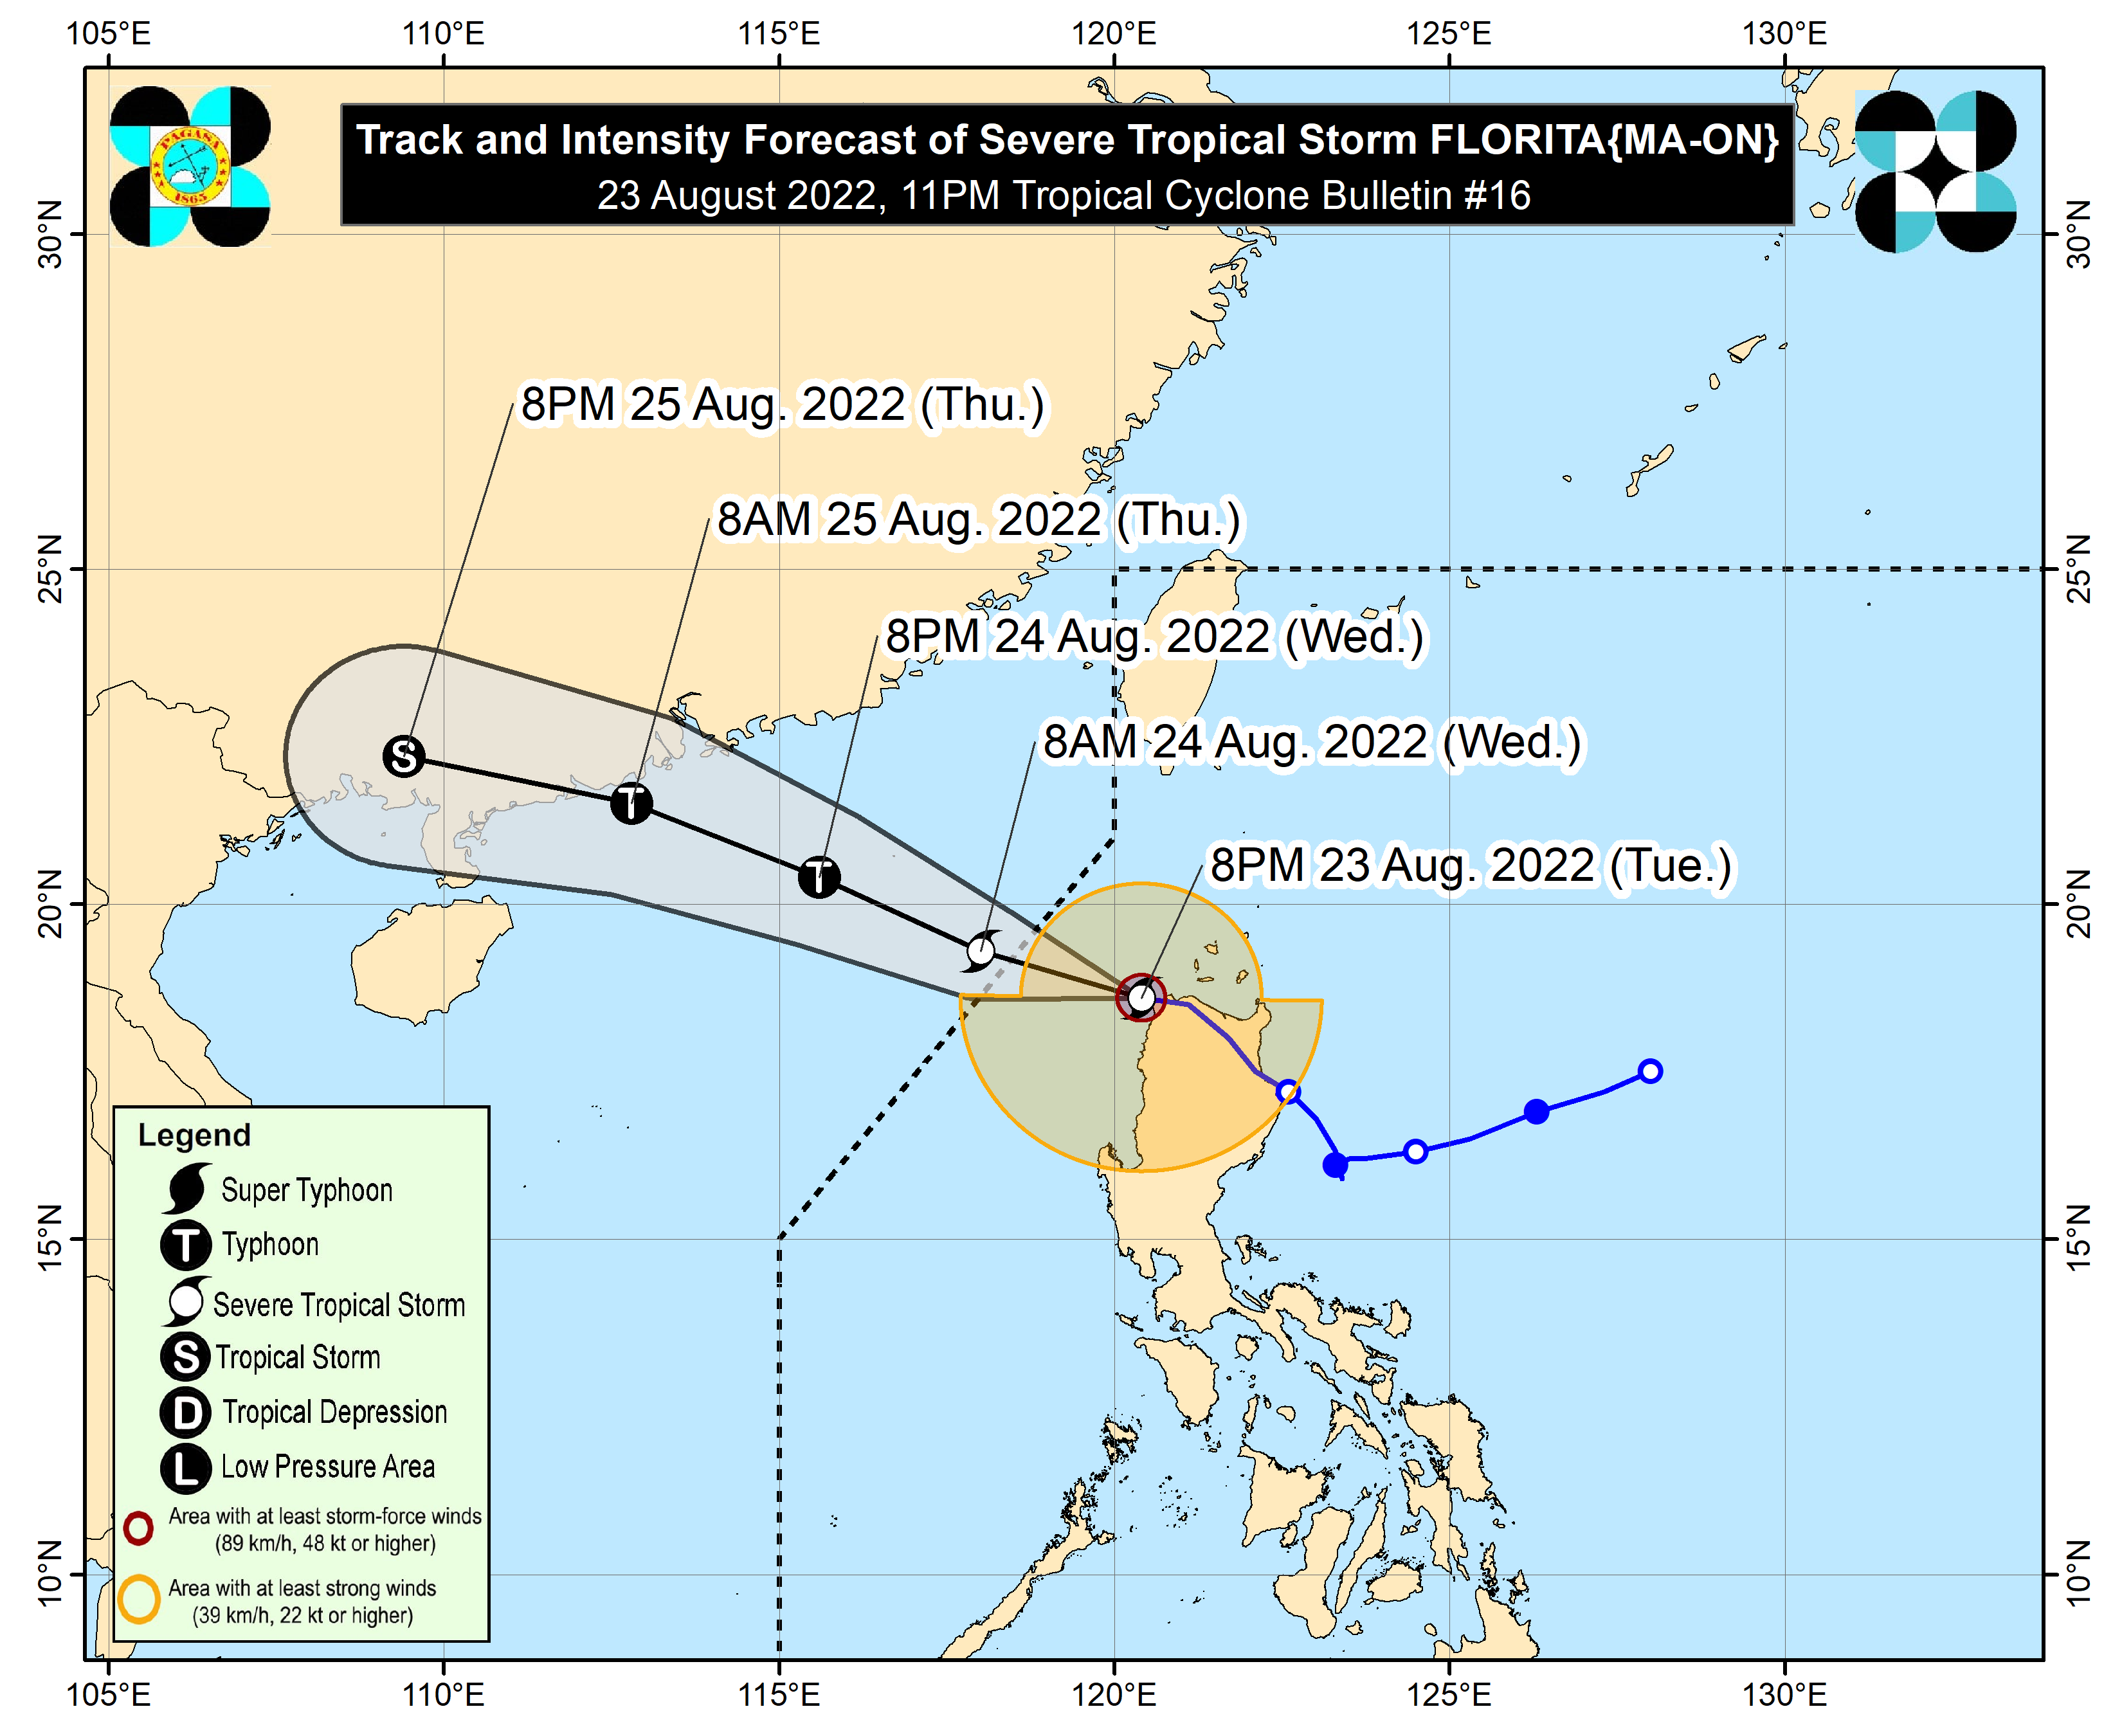 105°E 110°E 115°E 120°E 125°E 130°E
Track and Intensity Forecast of Severe Tropical Storm FLORITA{MA-ON}
23 August 2022, 11PM Tropical Cyclone Bulletin #16
PAGASA
1865
30°N 30°N
8PM 25 Aug. 2022 (Thu.)
8AM 25 Aug. 2022 (Thu.)
25°N 25°N
8PM 24 Aug. 2022 (Wed.)
8AM 24 Aug. 2022 (Wed.)
S
T
T
8PM 23 Aug. 2022 (Tue.)
20°N 20°N
15°N 15°N
Legend
Super Typhoon
T Typhoon
Severe Tropical Storm
S Tropical Storm
D Tropical Depression
L Low Pressure Area
Area with at least storm-force winds
(89 km/h, 48 kt or higher)
Area with at least strong winds
(39 km/h, 22 kt or higher)
10°N 10°N
105°E 110°E 115°E 120°E 125°E 130°E